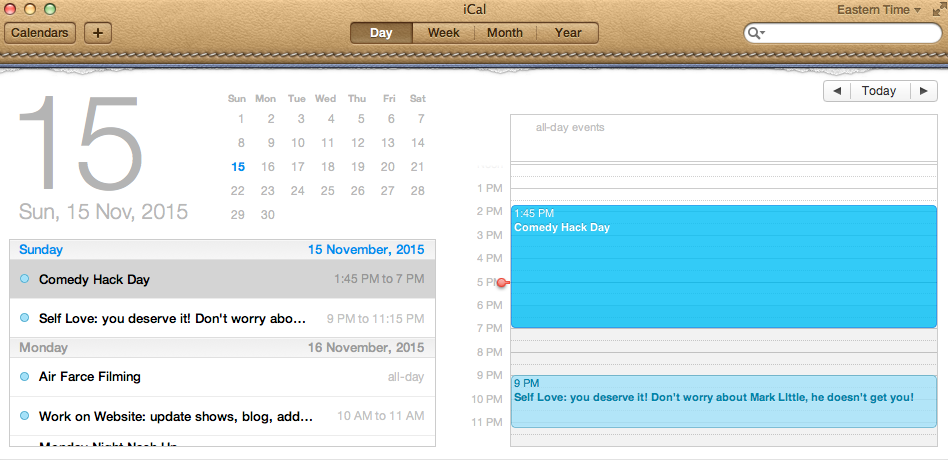 iCal
Eastern Time
Calendars
+
Day Week Month Year
Today
15
Sun, 15 Nov, 2015
Sun Mon Tue Wed Thu Fri Sat
1 2 3 4 5 6 7
8 9 10 11 12 13 14
15 16 17 18 19 20 21
22 23 24 25 26 27 28
29 30
Sunday 15 November, 2015
Comedy Hack Day 1:45 PM to 7 PM
Self Love: you deserve it! Don't worry abo... 9 PM to 11:15 PM
Monday 16 November, 2015
Air Farce Filming all-day
Work on Website: update shows, blog, add... 10 AM to 11 AM
Monday Night Nosh Up
all-day events
1 PM
2 PM
1:45 PM
Comedy Hack Day
3 PM
4 PM
5 PM
6 PM
7 PM
8 PM
9 PM
9 PM
Self Love: you deserve it! Don't worry about Mark LIttle, he doesn't get you!
10 PM
11 PM